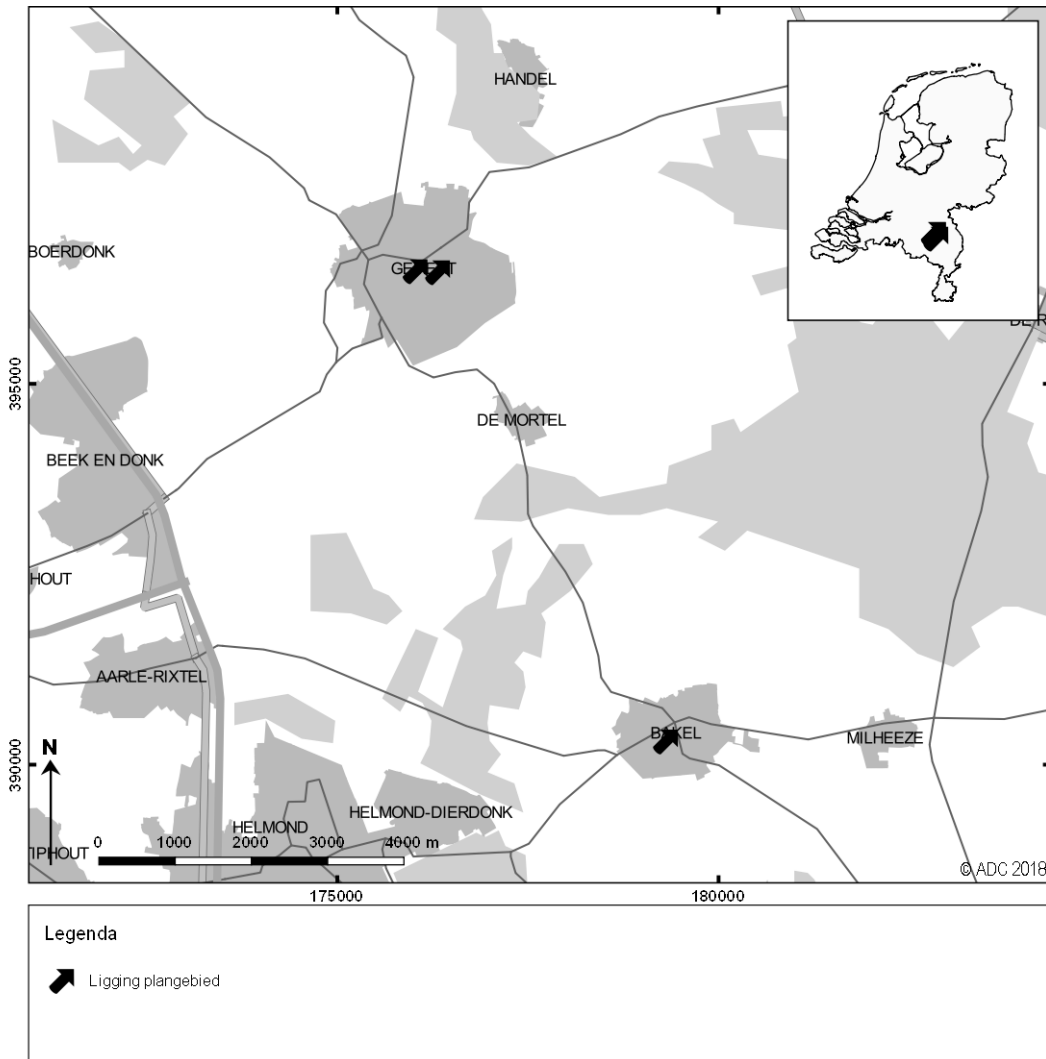 HANDEL
BOERDONK
395000
DE MORTEL
BEEK EN DONK
HOUT
AARLE-RIXTEL
MILHEEZE
N
390000
HELMOND-DIERDONK
HELMOND
0 1000 2000 3000 4000 m
© ADC 2018
175000 180000
Legenda
Ligging plangebied